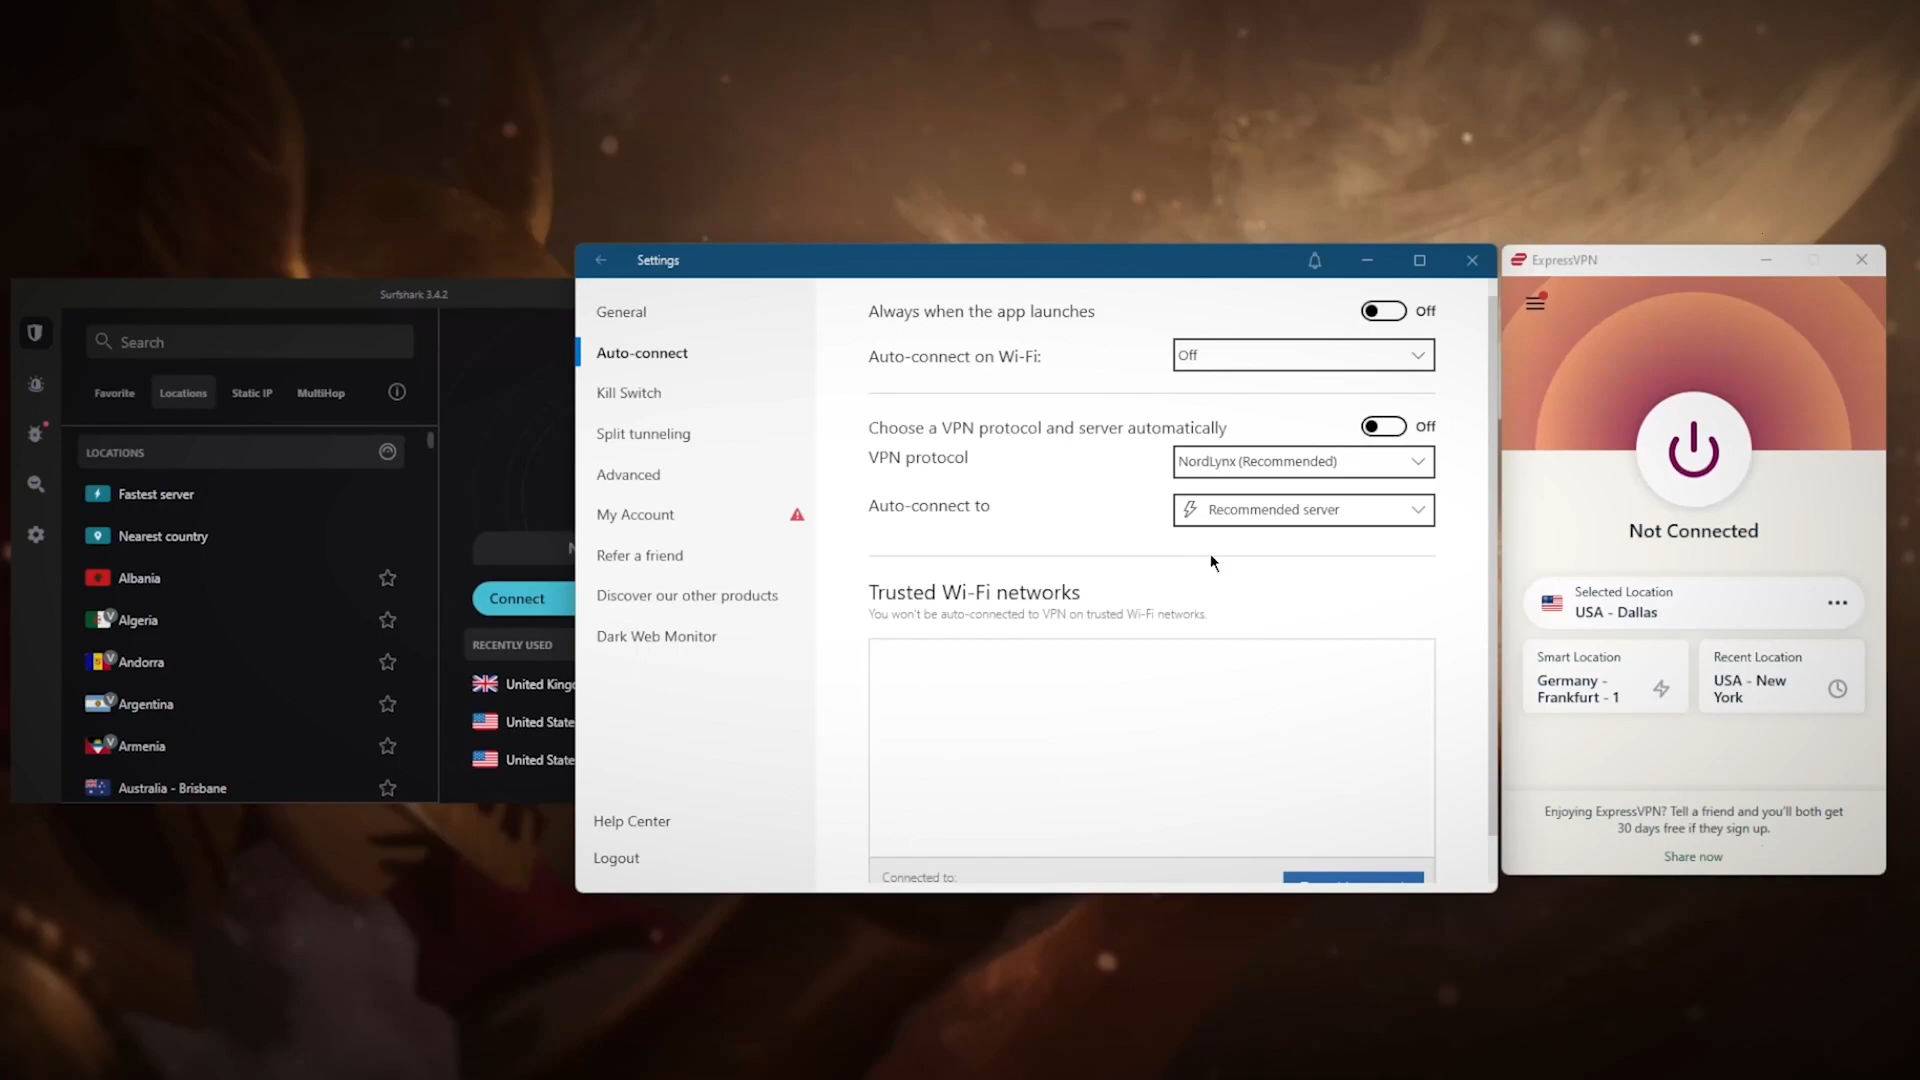 Surfshark 3.4.2
Search
Favorite
Locations
Static IP
MultiHop
LOCATIONS
Fastest server
Nearest country
Albania
Algeria
Andorra
Argentina
Armenia
Australia - Brisbane
Connect
RECENTLY USED
United Kingd
United State
United State
Settings
General
Auto-connect
Kill Switch
Split tunneling
Advanced
My Account
Refer a friend
Discover our other products
Dark Web Monitor
Help Center
Logout
Always when the app launches
Off
Auto-connect on Wi-Fi:
Off
Choose a VPN protocol and server automatically
Off
VPN protocol
NordLynx (Recommended)
Auto-connect to
Recommended server
Trusted Wi-Fi networks
You won't be auto-connected to VPN on trusted Wi-Fi networks.
Connected to:
ExpressVPN
Not Connected
Selected Location
USA - Dallas
Smart Location
Germany -
Frankfurt - 1
Recent Location
USA - New
York
Enjoying ExpressVPN? Tell a friend and you'll both get
30 days free if they sign up.
Share now